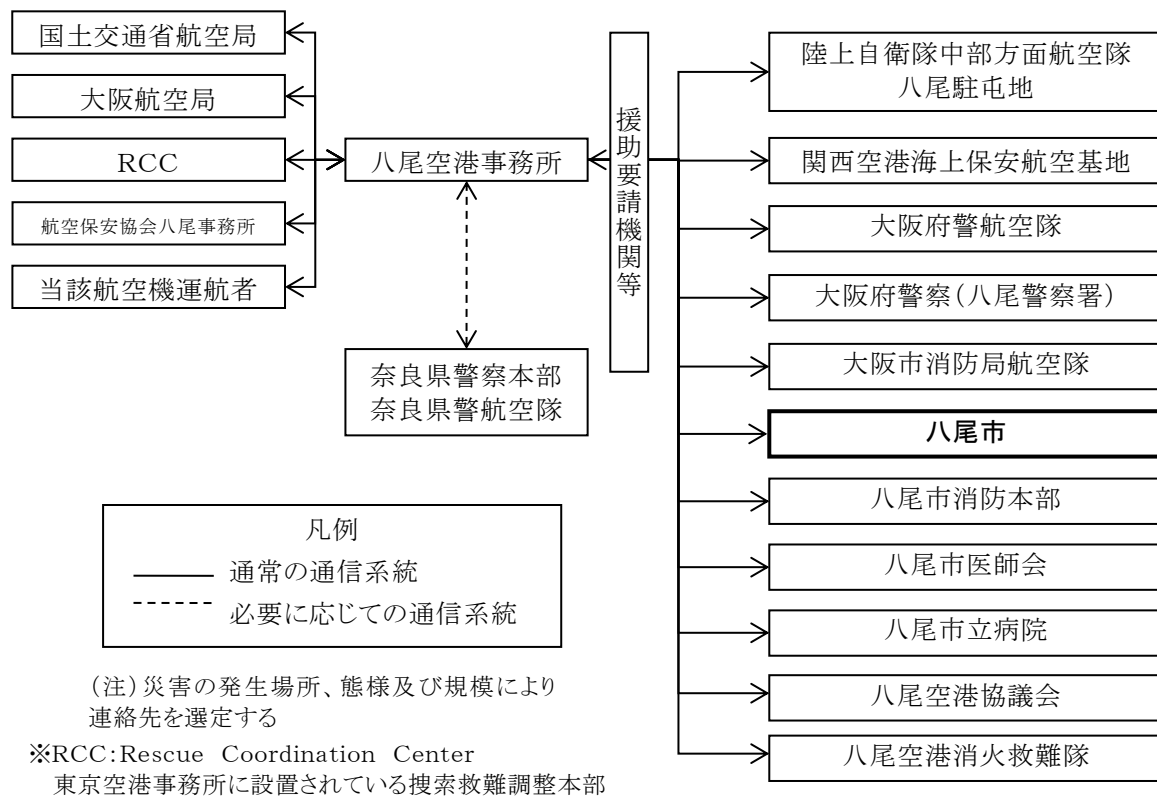 国土交通省航空局
大阪航空局
RCC
航空保安協会八尾事務所
当該航空機運航者
八尾空港事務所
奈良県警察本部
奈良県警航空隊
援助要請機関等
陸上自衛隊中部方面航空隊
八尾駐屯地
関西空港海上保安航空基地
大阪府警航空隊
大阪府警察(八尾警察署)
大阪市消防局航空隊
八尾市
八尾市消防本部
八尾市医師会
八尾市立病院
八尾空港協議会
八尾空港消火救難隊
凡例
通常の通信系統
必要に応じての通信系統
(注)災害の発生場所、態様及び規模により
連絡先を選定する
※RCC:Rescue Coordination Center
東京空港事務所に設置されている捜索救難調整本部